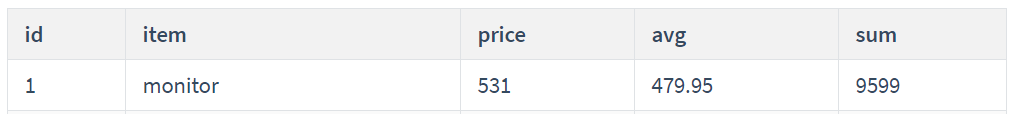 id item price avg sum
1 monitor 531 479.95 9599